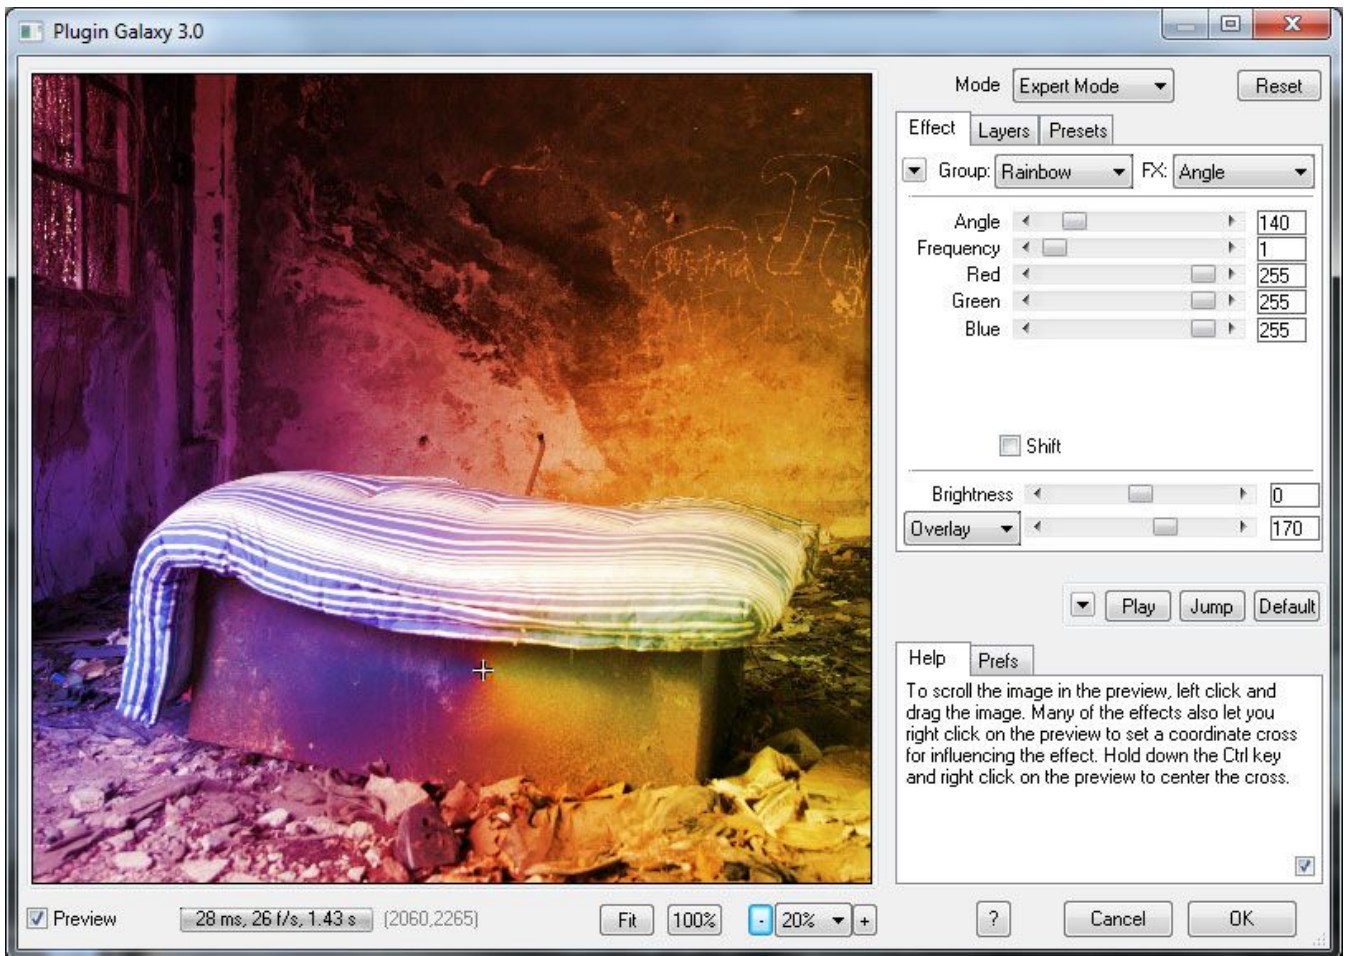 Plugin Galaxy 3.0
Mode Expert Mode Reset
Effect Layers Presets
Group: Rainbow FX: Angle
Angle 140
Frequency 1
Red 255
Green 255
Blue 255
Shift
Brightness 0
Overlay 170
Play Jump Default
Help Prefs
To scroll the image in the preview, left click and
drag the image. Many of the effects also let you
right click on the preview to set a coordinate cross
for influencing the effect. Hold down the Ctrl key
and right click on the preview to center the cross.
Preview 28 ms, 26 f/s, 1.43 s (2060,2265) Fit 100% - 20% + ? Cancel OK